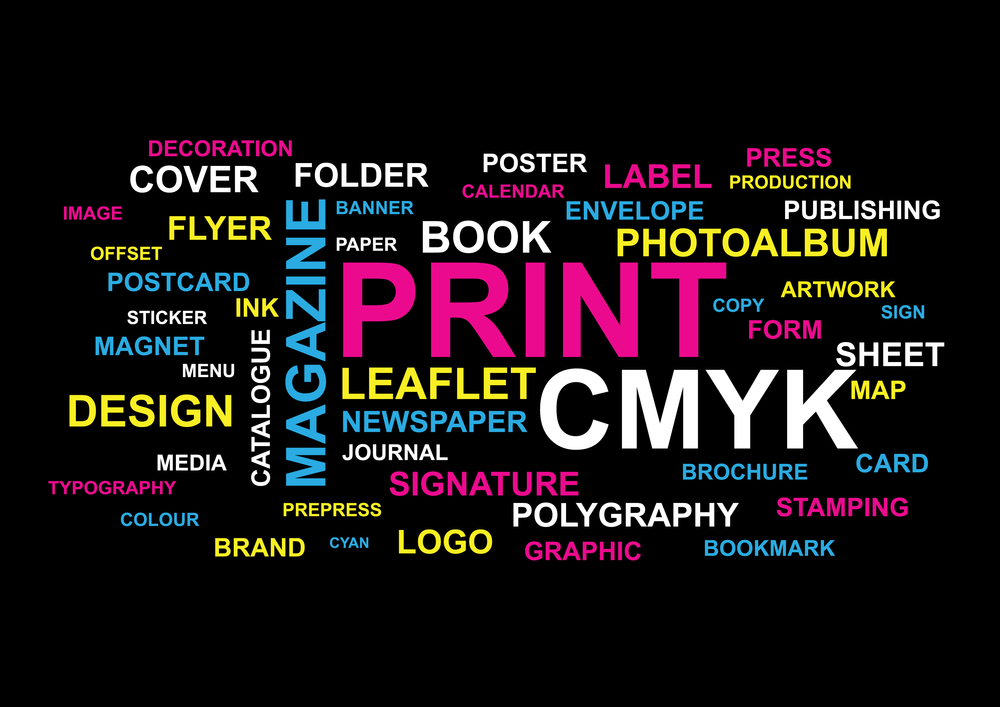 DECORATION
COVER
FOLDER
POSTER
CALENDAR
LABEL
PRESS
PRODUCTION
IMAGE
FLYER
BANNER
ENVELOPE
PUBLISHING
OFFSET
PAPER
BOOK
PHOTOALBUM
POSTCARD
MAGAZINE
PRINT
COPY
ARTWORK
SIGN
INK
STICKER
FORM
MAGNET
CATALOGUE
SHEET
MENU
LEAFLET
CMYK
MAP
DESIGN
NEWSPAPER
JOURNAL
MEDIA
BROCHURE
CARD
TYPOGRAPHY
SIGNATURE
COLOUR
PREPRESS
POLYGRAPHY
STAMPING
BRAND
CYAN
LOGO
GRAPHIC
BOOKMARK